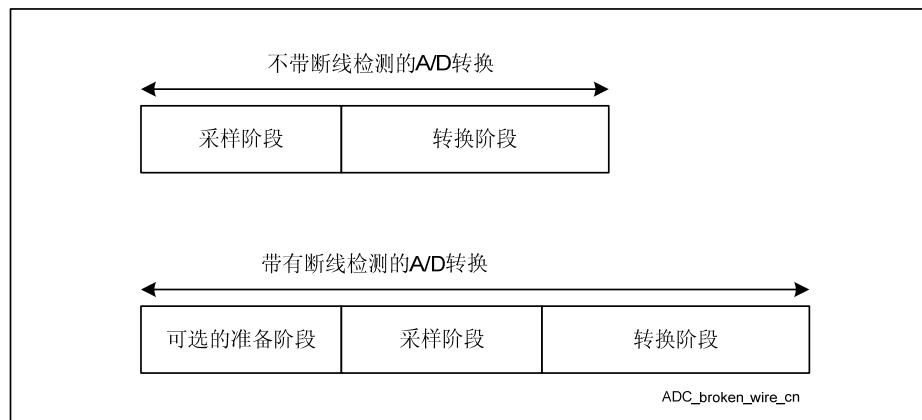 不带断线检测的A/D转换
采样阶段 转换阶段
带有断线检测的A/D转换
可选的准备阶段 采样阶段 转换阶段
ADC_broken_wire_cn